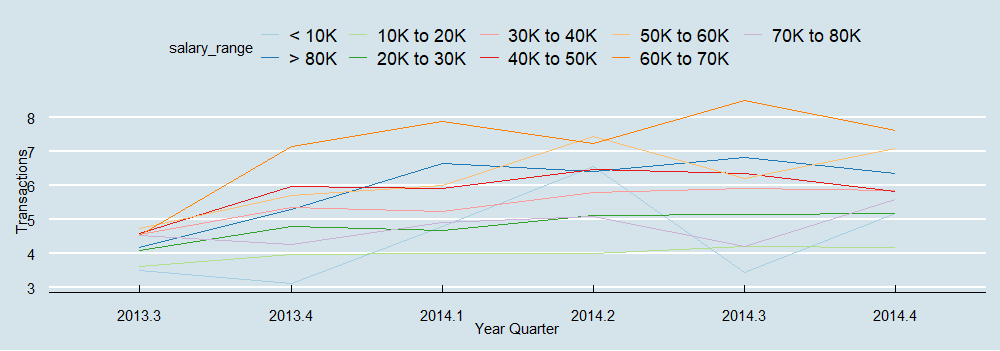 salary_range
< 10K 10K to 20K 30K to 40K 50K to 60K 70K to 80K
> 80K 20K to 30K 40K to 50K 60K to 70K
Transactions
8
7
6
5
4
3
2013.3 2013.4 2014.1 2014.2 2014.3 2014.4
Year Quarter